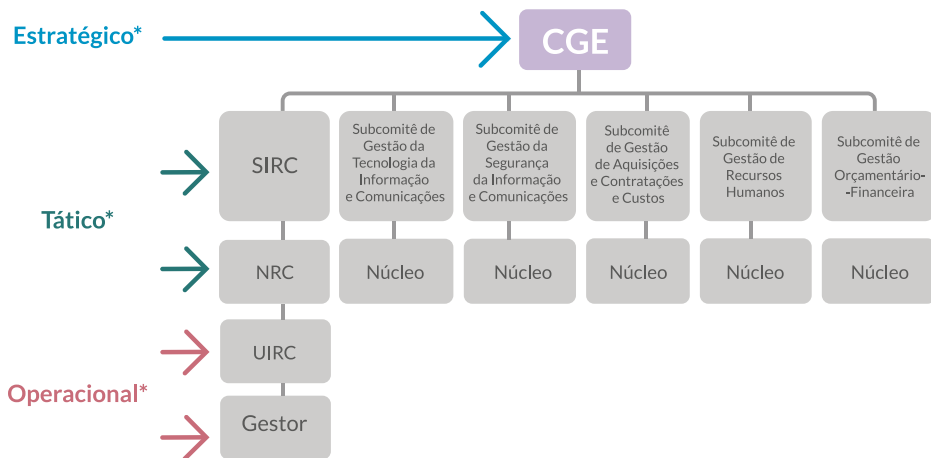 Estratégico*
CGE
SIRC
Subcomitê de
Gestão da
Tecnologia da
Informação
e Comunicações
Subcomitê de
Gestão da
Segurança
da Informação
e Comunicações
Subcomitê
de Gestão
de Aquisições
e Contratações
e Custos
Subcomitê de
Gestão de
Recursos
Humanos
Subcomitê de
Gestão
Orçamentário-
-Financeira
Tático*
NRC
Núcleo
Núcleo
Núcleo
Núcleo
Núcleo
UIRC
Operacional*
Gestor